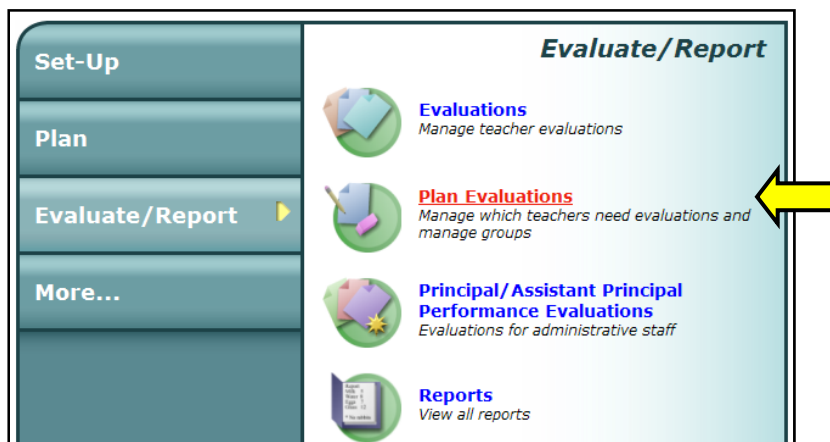 Set-Up
Plan
Evaluate/Report
More...
Evaluate/Report
Evaluations
Manage teacher evaluations
Plan Evaluations
Manage which teachers need evaluations and
manage groups
Principal/Assistant Principal
Performance Evaluations
Evaluations for administrative staff
Reports
View all reports